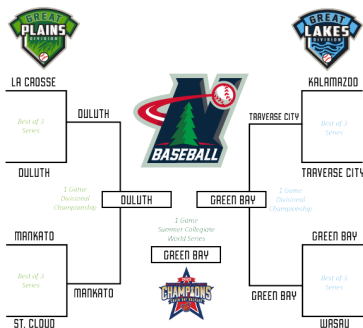 GREAT
PLAINS
DIVISION
GREAT
LAKES
DIVISION
LA CROSSE
KALAMAZOO
DULUTH
TRAVERSE CITY
Best of 3
Series
Best of 3
Series
N
BASEBALL
DULUTH
TRAVERSE CITY
1 Game
Divisional
Championship
DULUTH
GREEN BAY
1 Game
Divisional
Championship
1 Game
Summer Collegiate
World Series
MANKATO
GREEN BAY
GREEN BAY
Best of 3
Series
Best of 3
Series
MANKATO
GREEN BAY
CHAMPIONS
ST. CLOUD
WASAU